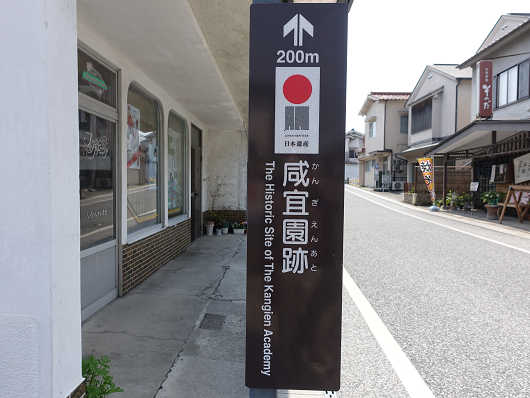 200m
日本遺産
咸宜園跡
かんぎえんあと
The Historic Site of The Kangien Academy